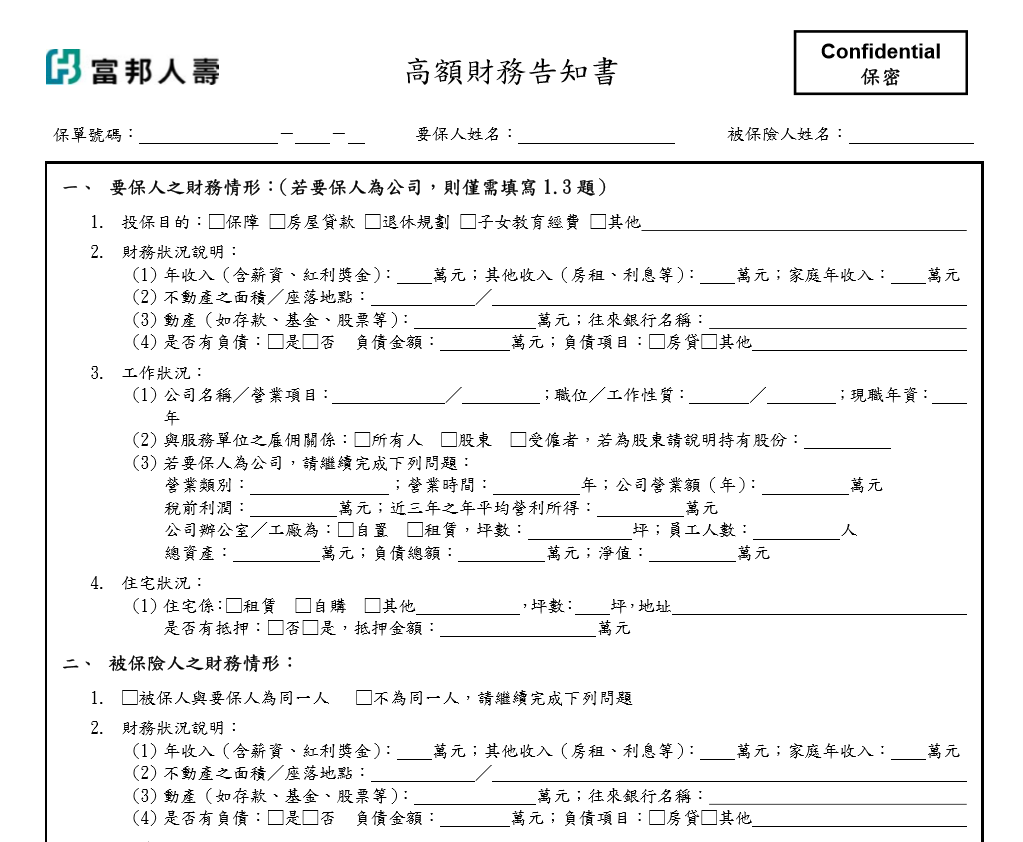 富邦人壽
高額財務告知書
Confidential
保密
保單號碼：＿＿＿＿－＿＿－＿ 要保人姓名：＿＿＿＿ 被保險人姓名：＿＿＿＿
一、 要保人之財務情形：(若要保人為公司，則僅需填寫1.3題)
1. 投保目的：□保障 □房屋貸款 □退休規劃 □子女教育經費 □其他＿＿＿＿
2. 財務狀況說明：
(1)年收入(含薪資、紅利獎金)：＿＿萬元；其他收入(房租、利息等)：＿＿萬元；家庭年收入：＿＿萬元
(2)不動產之面積／座落地點：＿＿＿＿／＿＿＿＿
(3)動產(如存款、基金、股票等)：＿＿＿＿萬元；往來銀行名稱：＿＿＿＿
(4)是否有負債：□是□否 負債金額：＿＿＿＿萬元；負債項目：□房貸□其他＿＿＿＿
3. 工作狀況：
(1)公司名稱／營業項目：＿＿＿＿／＿＿＿＿；職位／工作性質：＿＿＿／＿＿＿；現職年資：＿＿
年
(2)與服務單位之雇佣關係：□所有人 □股東 □受僱者，若為股東請說明持有股份：＿＿＿＿
(3)若要保人為公司，請繼續完成下列問題：
營業類別：＿＿＿＿；營業時間：＿＿＿＿年；公司營業額(年)：＿＿＿＿萬元
稅前利潤：＿＿＿＿萬元；近三年之年平均營利所得：＿＿＿＿萬元
公司辦公室／工廠為：□自置 □租賃，坪數：＿＿＿＿坪；員工人數：＿＿＿＿人
總資產：＿＿＿＿萬元；負債總額：＿＿＿＿萬元；淨值：＿＿＿＿萬元
4. 住宅狀況：
(1)住宅係：□租賃 □自購 □其他＿＿＿＿，坪數：＿＿坪，地址＿＿＿＿
是否有抵押：□否□是，抵押金額：＿＿＿＿萬元
二、 被保險人之財務情形：
1. □被保人與要保人為同一人 □不為同一人，請繼續完成下列問題
2. 財務狀況說明：
(1)年收入(含薪資、紅利獎金)：＿＿萬元；其他收入(房租、利息等)：＿＿萬元；家庭年收入：＿＿萬元
(2)不動產之面積／座落地點：＿＿＿＿／＿＿＿＿
(3)動產(如存款、基金、股票等)：＿＿＿＿萬元；往來銀行名稱：＿＿＿＿
(4)是否有負債：□是□否 負債金額：＿＿＿＿萬元；負債項目：□房貸□其他＿＿＿＿